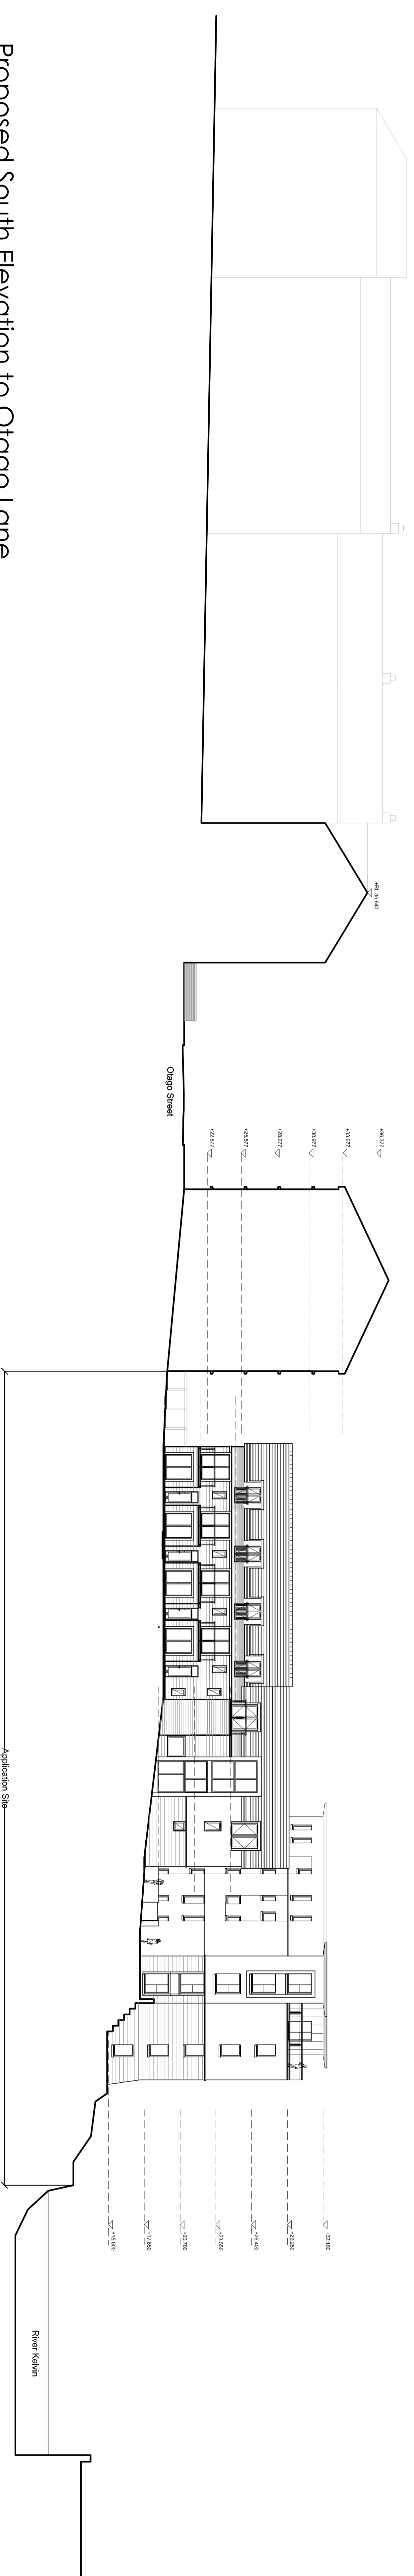 +RL 35.640
+36.377
+33.677
+30.977
+28.277
+25.577
+22.877
Otago Street
+32.100
+29.250
+26.400
+23.550
+20.700
+17.850
+15.000
River Kelvin
Application Site
Proposed South Elevation to Otago Lane